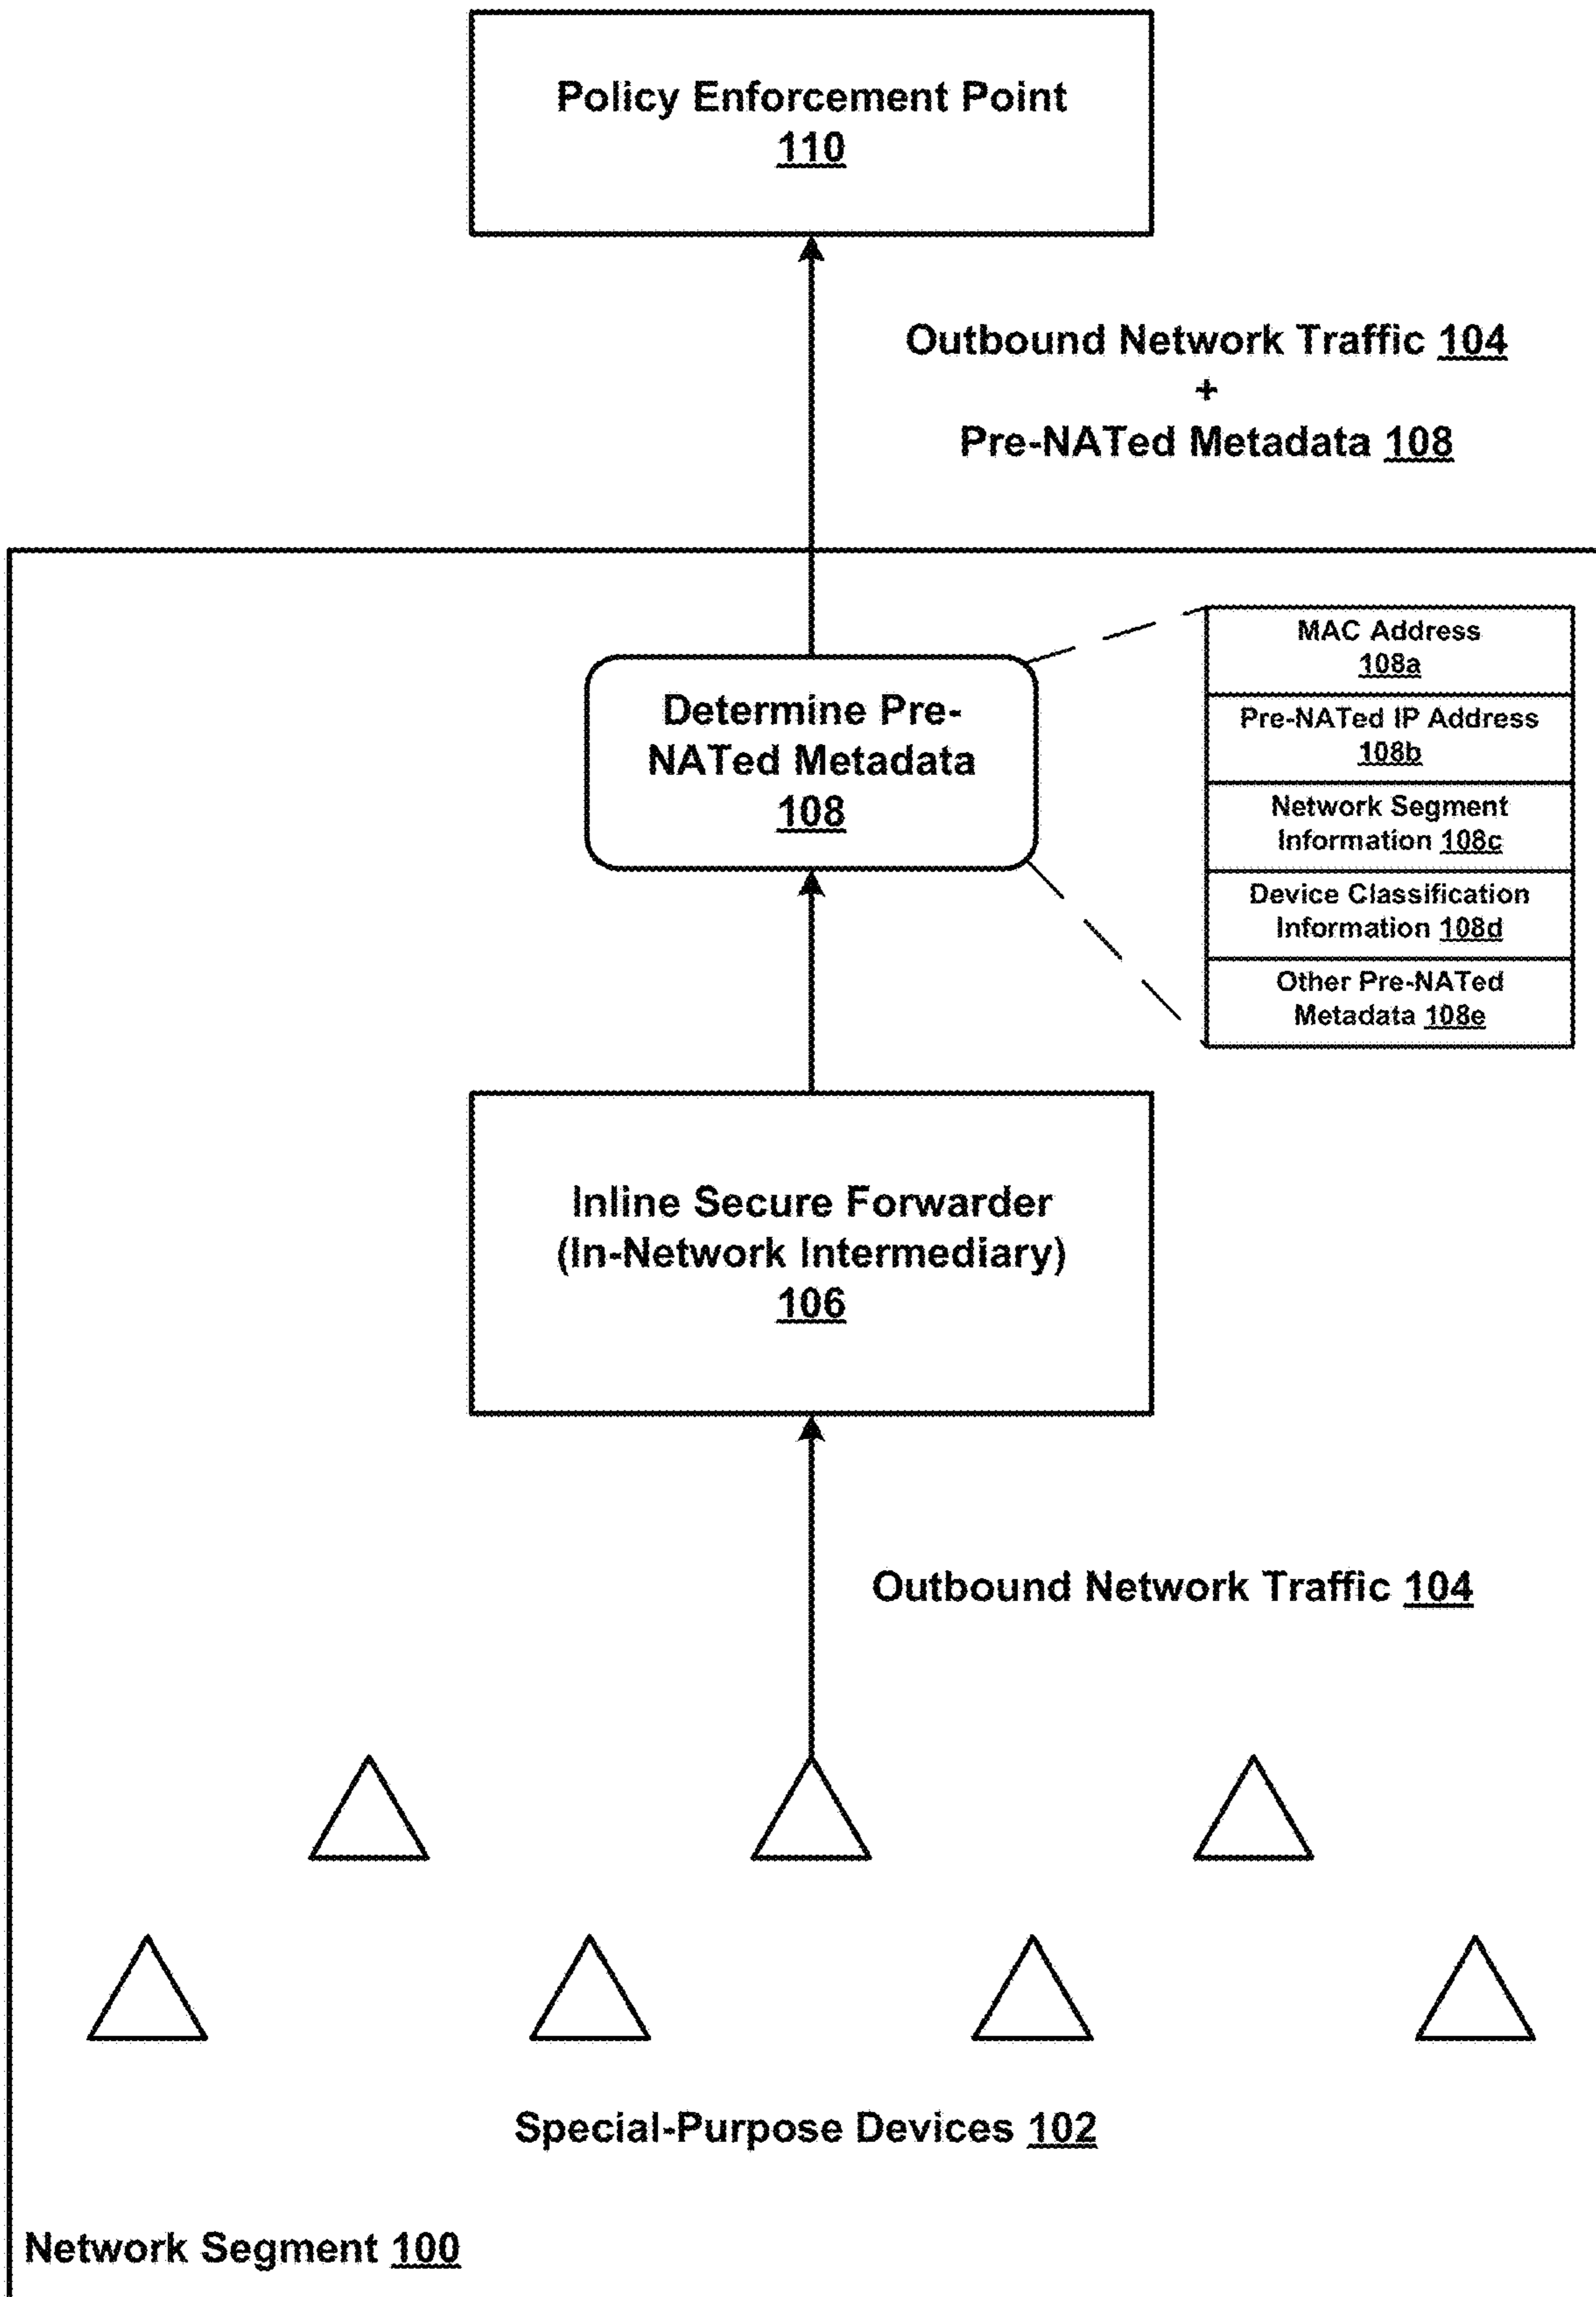 Policy Enforcement Point
110
Outbound Network Traffic 104
+
Pre-NATed Metadata 108
Determine Pre-
NATed Metadata
108
MAC Address
108a
Pre-NATed IP Address
108b
Network Segment
Information 108c
Device Classification
Information 108d
Other Pre-NATed
Metadata 108e
Inline Secure Forwarder
(In-Network Intermediary)
106
Outbound Network Traffic 104
Special-Purpose Devices 102
Network Segment 100